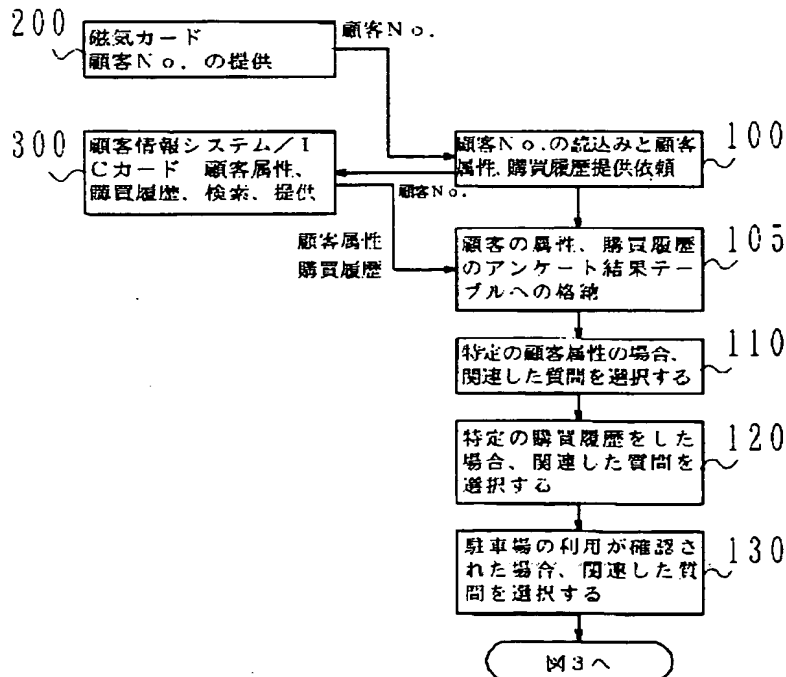 200
磁気カード
顧客No.の提供
顧客No.
300
顧客情報システム/I
Cカード 顧客属性、
購買履歴、検索、提供
顧客No.の読込みと顧客
属性、購買履歴提供依頼
100
顧客No.
顧客属性
購買履歴
顧客の属性、購買履歴
のアンケート結果テー
ブルへの格納
105
特定の顧客属性の場合、
関連した質問を選択する
110
特定の購買履歴をした
場合、関連した質問を
選択する
120
駐車場の利用が確認さ
れた場合、関連した質
問を選択する
130
図3へ